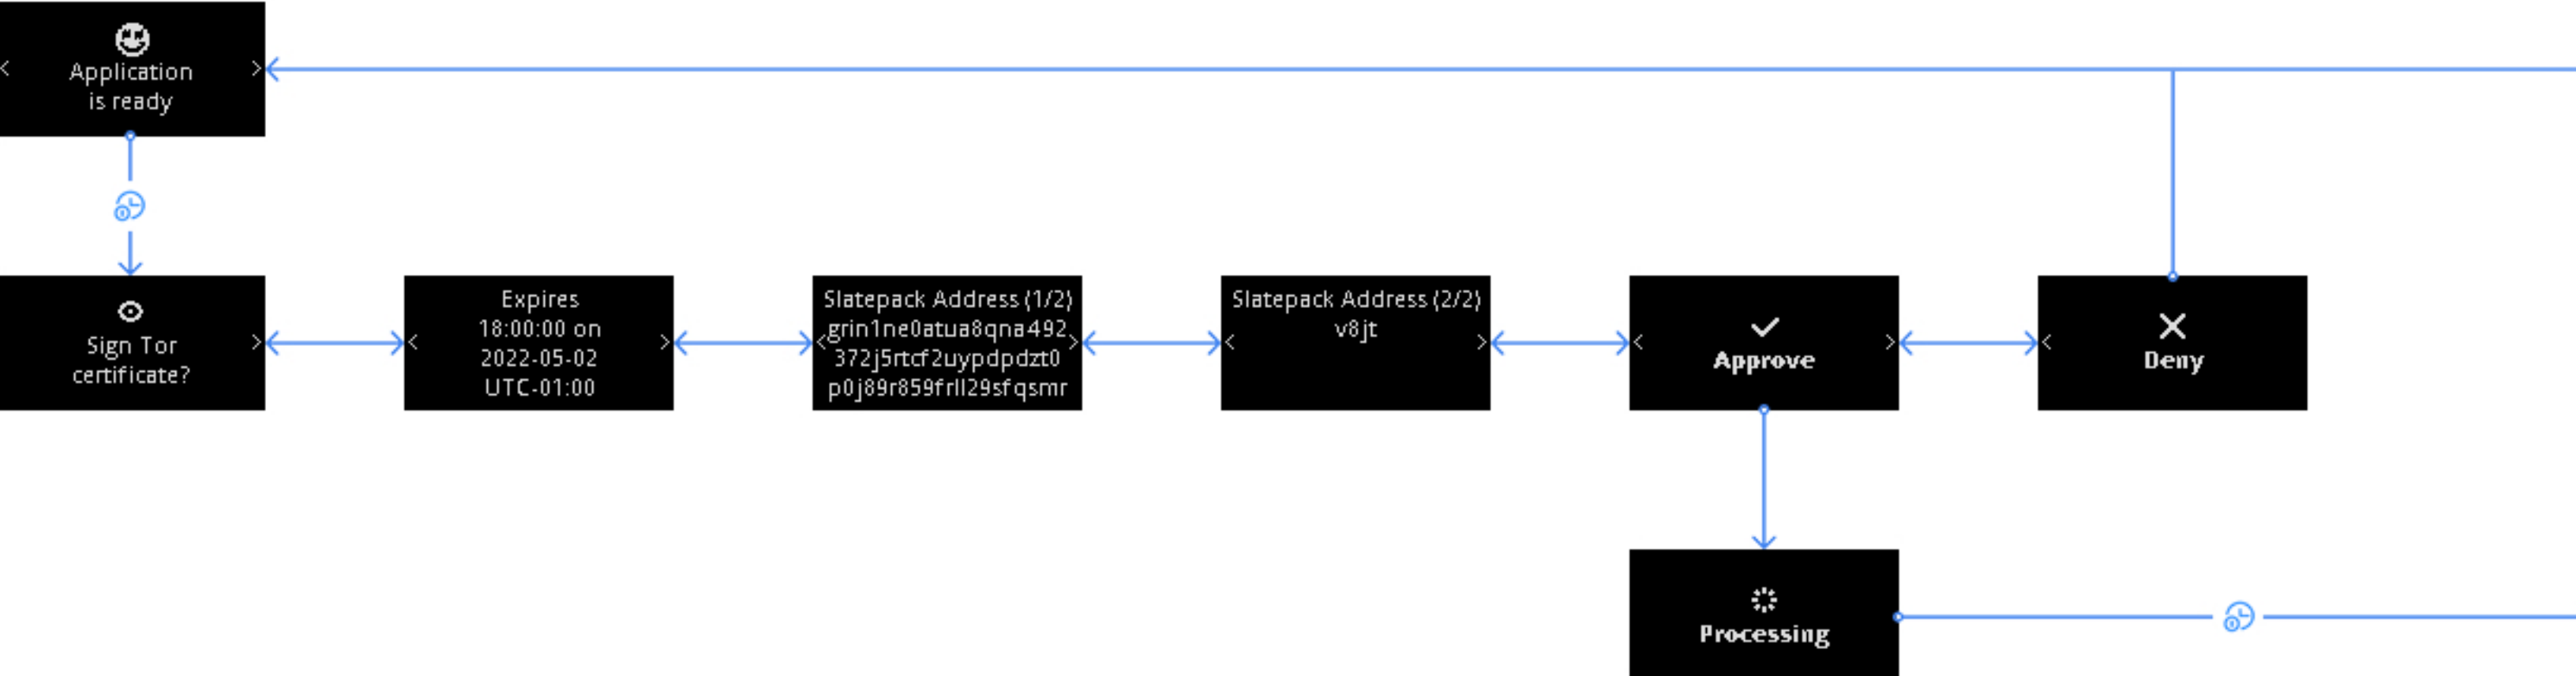 Application
is ready
Sign Tor
certificate?
Expires
18:00:00 on
2022-05-02
UTC-01:00
Slatepack Address (1/2)
grin1ne0atua8qna492
372j5rtcf2uypdpdzt0
p0j89r859frll29sfqsmr
Slatepack Address (2/2)
v8jt
Approve
Deny
Processing